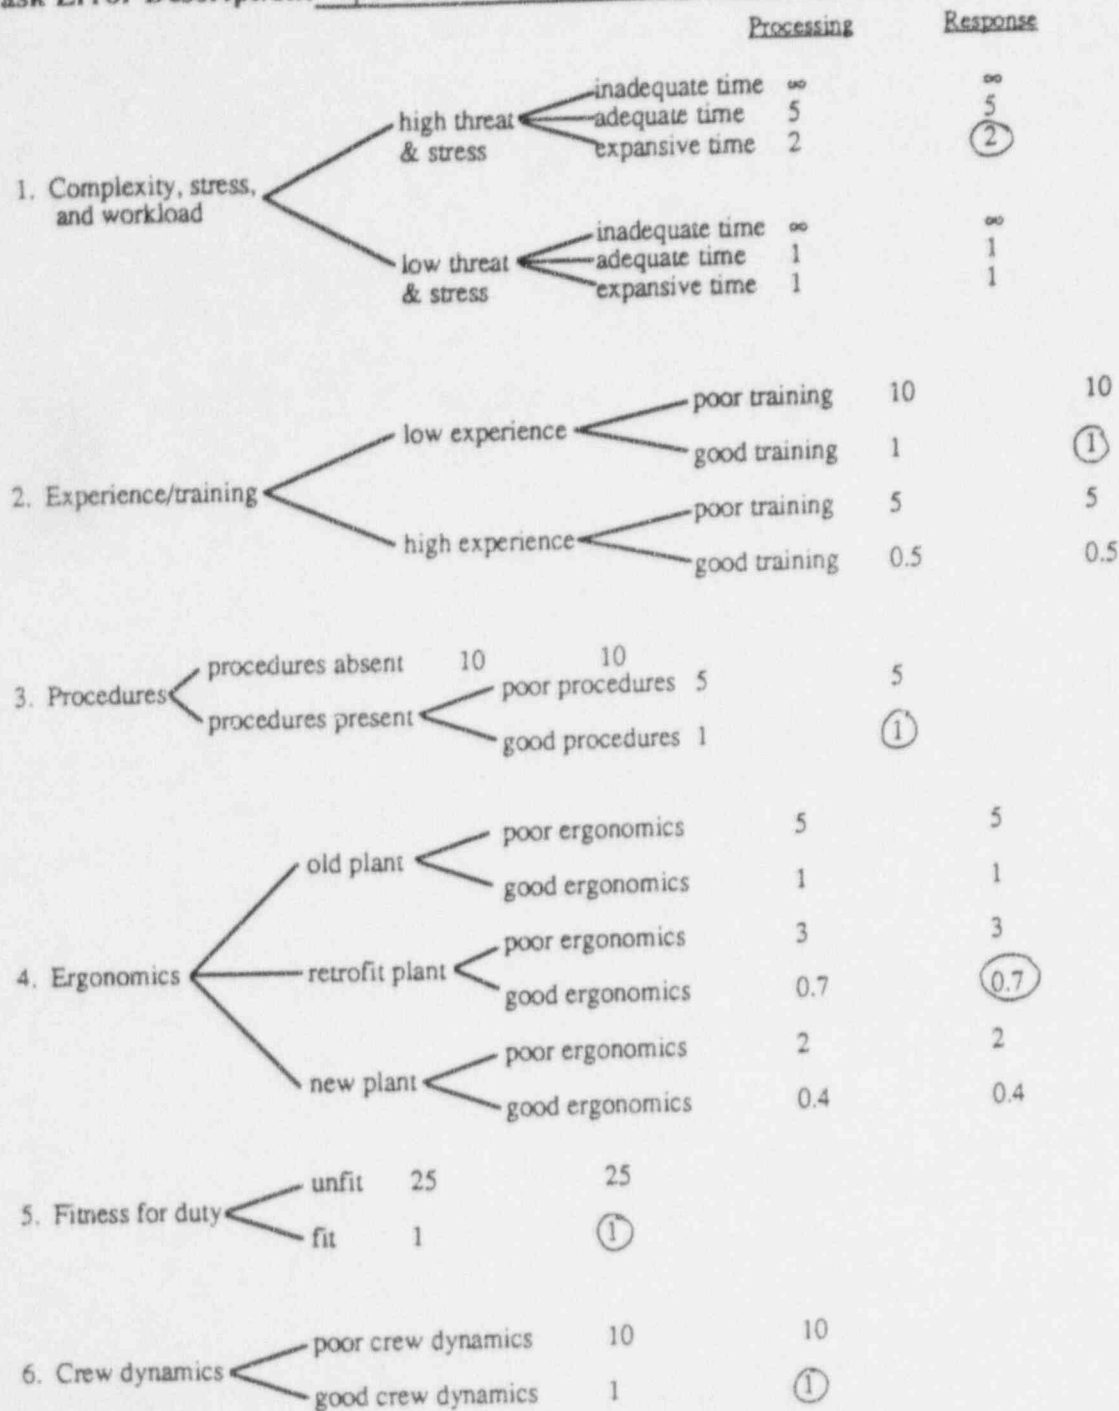 Processing Response
inadequate time ∞ ∞
high threat adequate time 5 5
& stress expansive time 2 2
1. Complexity, stress,
and workload
inadequate time ∞ ∞
low threat adequate time 1 1
& stress expansive time 1 1
poor training 10 10
low experience
good training 1 1
2. Experience/training
poor training 5 5
high experience
good training 0.5 0.5
procedures absent 10 10
poor procedures 5 5
3. Procedures
procedures present
good procedures 1 1
poor ergonomics 5 5
old plant
good ergonomics 1 1
poor ergonomics 3 3
4. Ergonomics retrofit plant
good ergonomics 0.7 0.7
poor ergonomics 2 2
new plant
good ergonomics 0.4 0.4
unfit 25 25
5. Fitness for duty
fit 1 1
poor crew dynamics 10 10
6. Crew dynamics
good crew dynamics 1 1